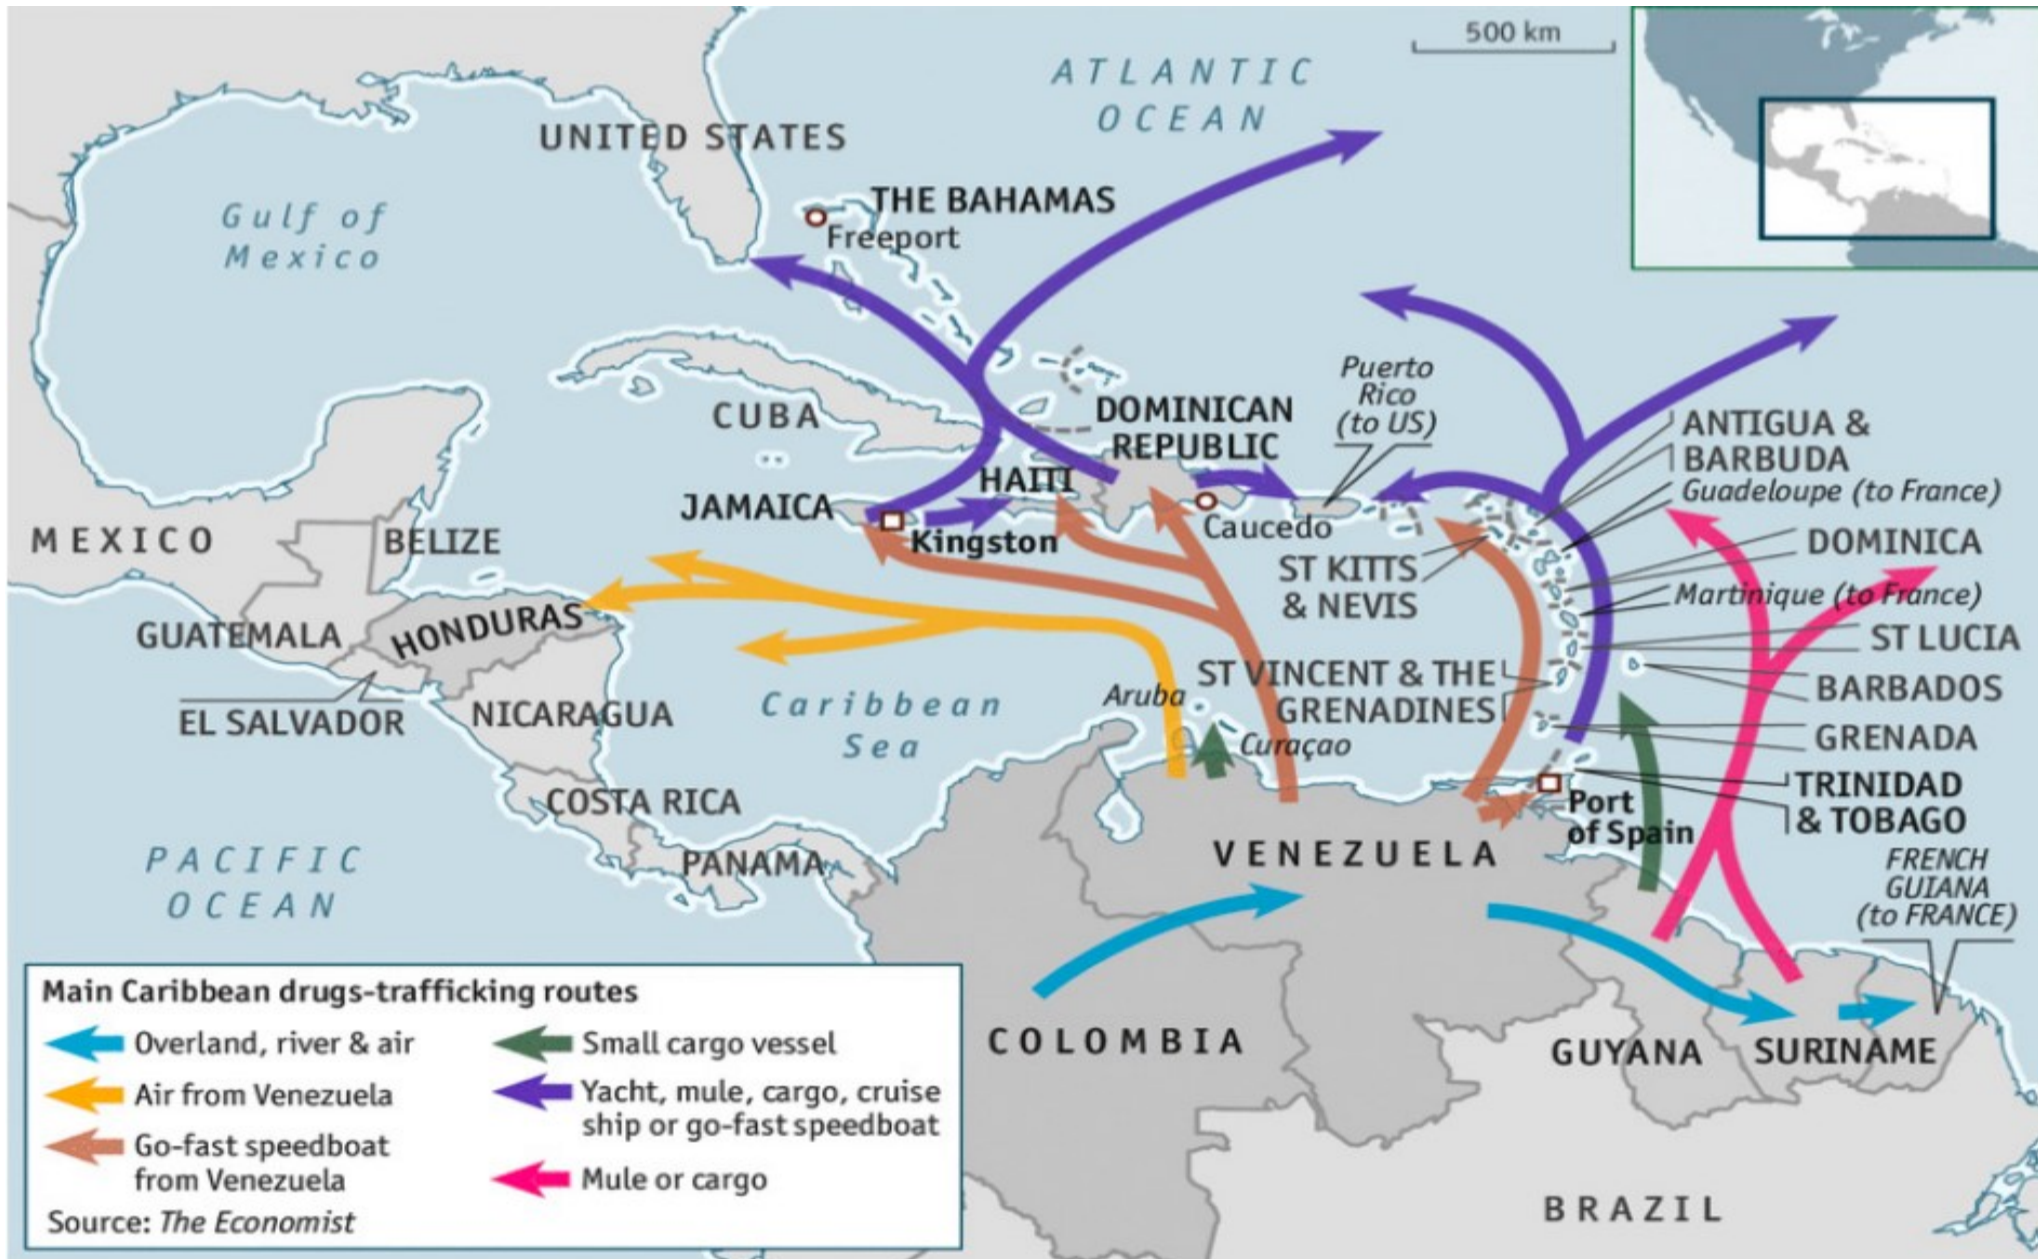 500 km
ATLANTIC
OCEAN
UNITED STATES
Gulf of
Mexico
THE BAHAMAS
Freeport
Puerto
Rico
(to US)
CUBA
DOMINICAN
REPUBLIC
ANTIGUA &
BARBUDA
Guadeloupe (to France)
HAITI
JAMAICA
Kingston
Caucedo
MEXICO
BELIZE
DOMINICA
ST KITTS
& NEVIS
Martinique (to France)
GUATEMALA
HONDURAS
ST LUCIA
ST VINCENT & THE
GRENADINES
BARBADOS
EL SALVADOR
NICARAGUA
Caribbean
Sea
Aruba
Curaçao
GRENADA
TRINIDAD
& TOBAGO
Port
of Spain
COSTA RICA
PANAMA
PACIFIC
OCEAN
VENEZUELA
FRENCH
GUIANA
(to FRANCE)
COLOMBIA
GUYANA
SURINAME
BRAZIL
Main Caribbean drugs-trafficking routes
Overland, river & air
Air from Venezuela
Go-fast speedboat
from Venezuela
Small cargo vessel
Yacht, mule, cargo, cruise
ship or go-fast speedboat
Mule or cargo
Source: The Economist